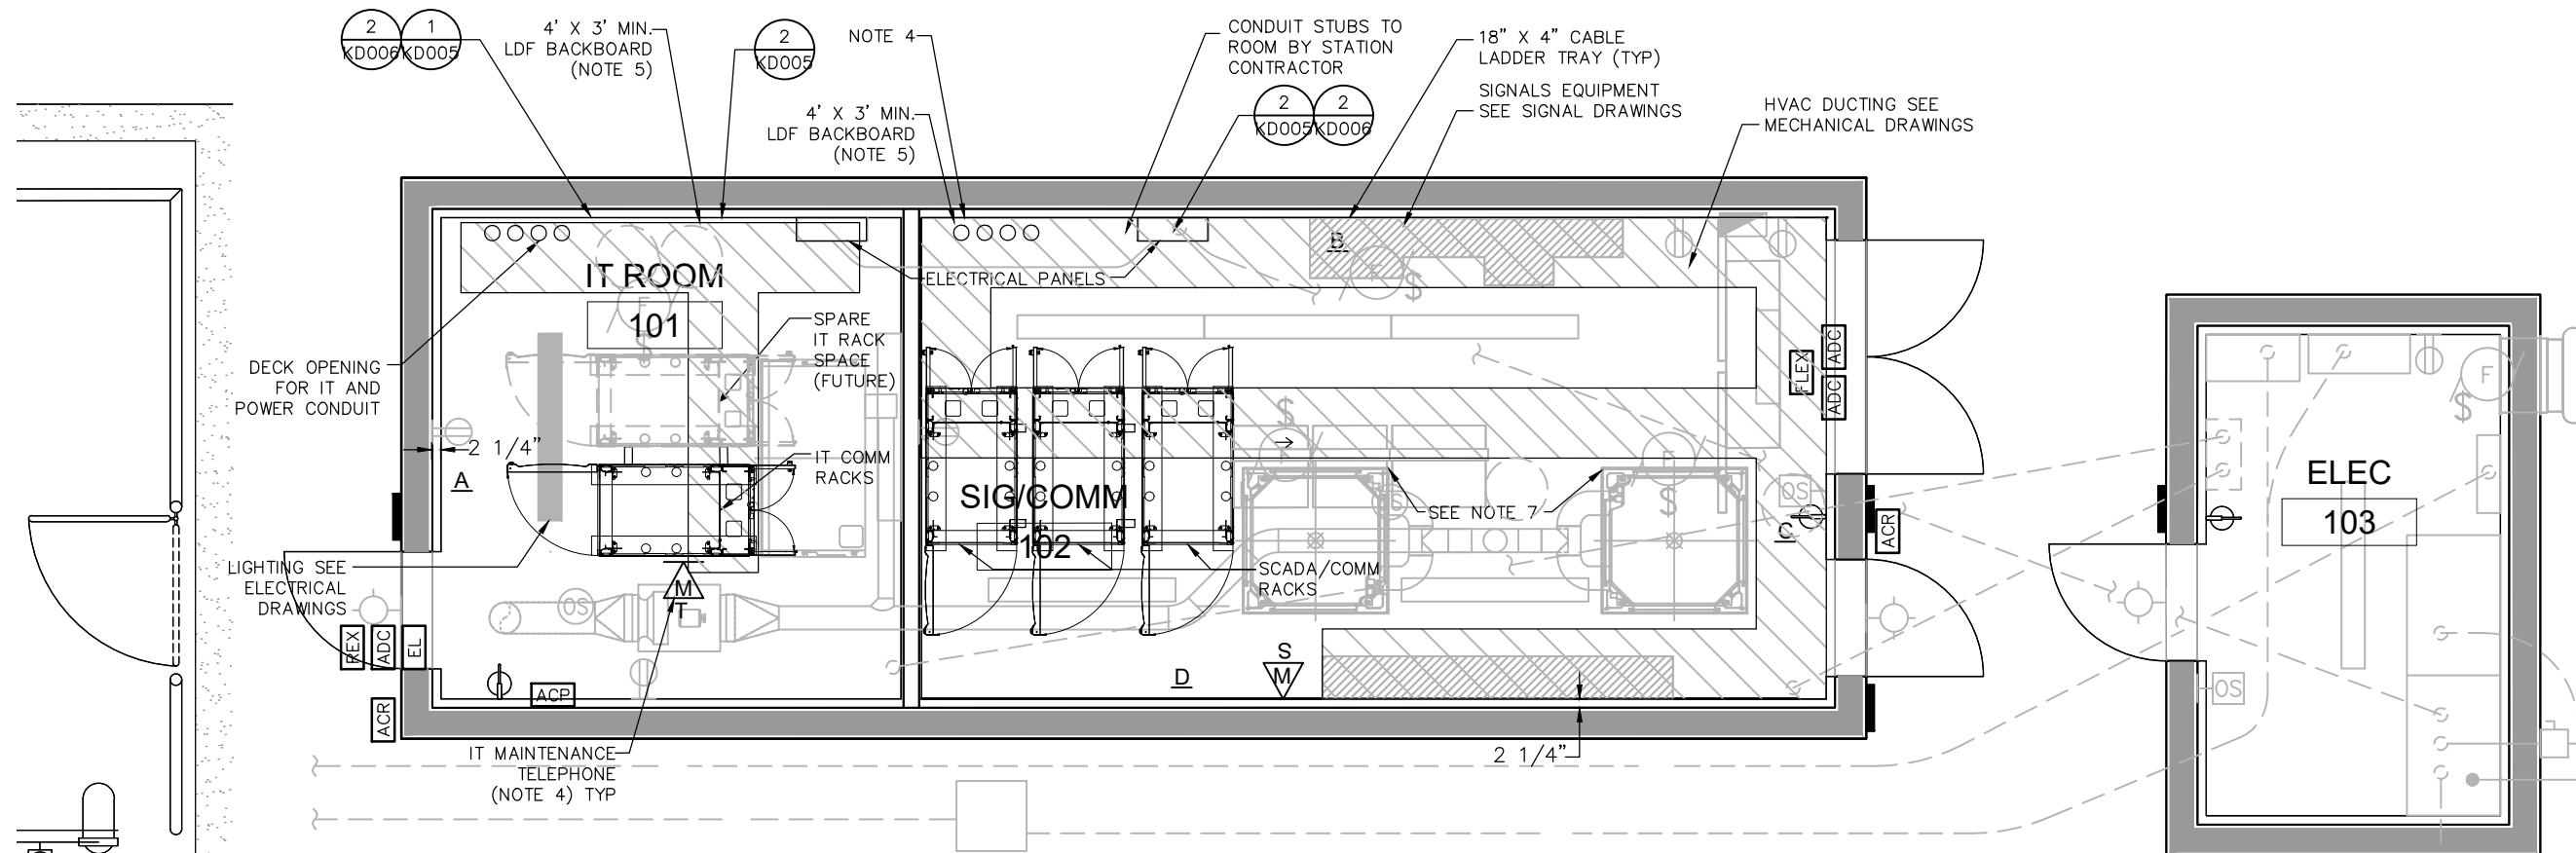 2
KD006
1
KD005
4' X 3' MIN.
LDF BACKBOARD
(NOTE 5)
2
KD005
NOTE 4
4' X 3' MIN.
LDF BACKBOARD
(NOTE 5)
CONDUIT STUBS TO
ROOM BY STATION
CONTRACTOR
2
KD005
2
KD006
18" X 4" CABLE
LADDER TRAY (TYP)
SIGNALS EQUIPMENT
SEE SIGNAL DRAWINGS
HVAC DUCTING SEE
MECHANICAL DRAWINGS
IT ROOM
101
F
$
ELECTRICAL PANELS
B
F
$
SPARE
IT RACK
SPACE
(FUTURE)
DECK OPENING
FOR IT AND
POWER CONDUIT
2 1/4"
A
IT COMM
RACKS
SIG/COMM
102
$
F
$
SEE NOTE 7
OS
OS
C
FLEX
ADC
ADC
ACR
SCADA/COMM
RACKS
LIGHTING SEE
ELECTRICAL
DRAWINGS
M
T
OS
REX
ADC
EL
ACR
ACP
S
M
D
2 1/4"
IT MAINTENANCE
TELEPHONE
(NOTE 4) TYP
F
$
ELEC
103
OS